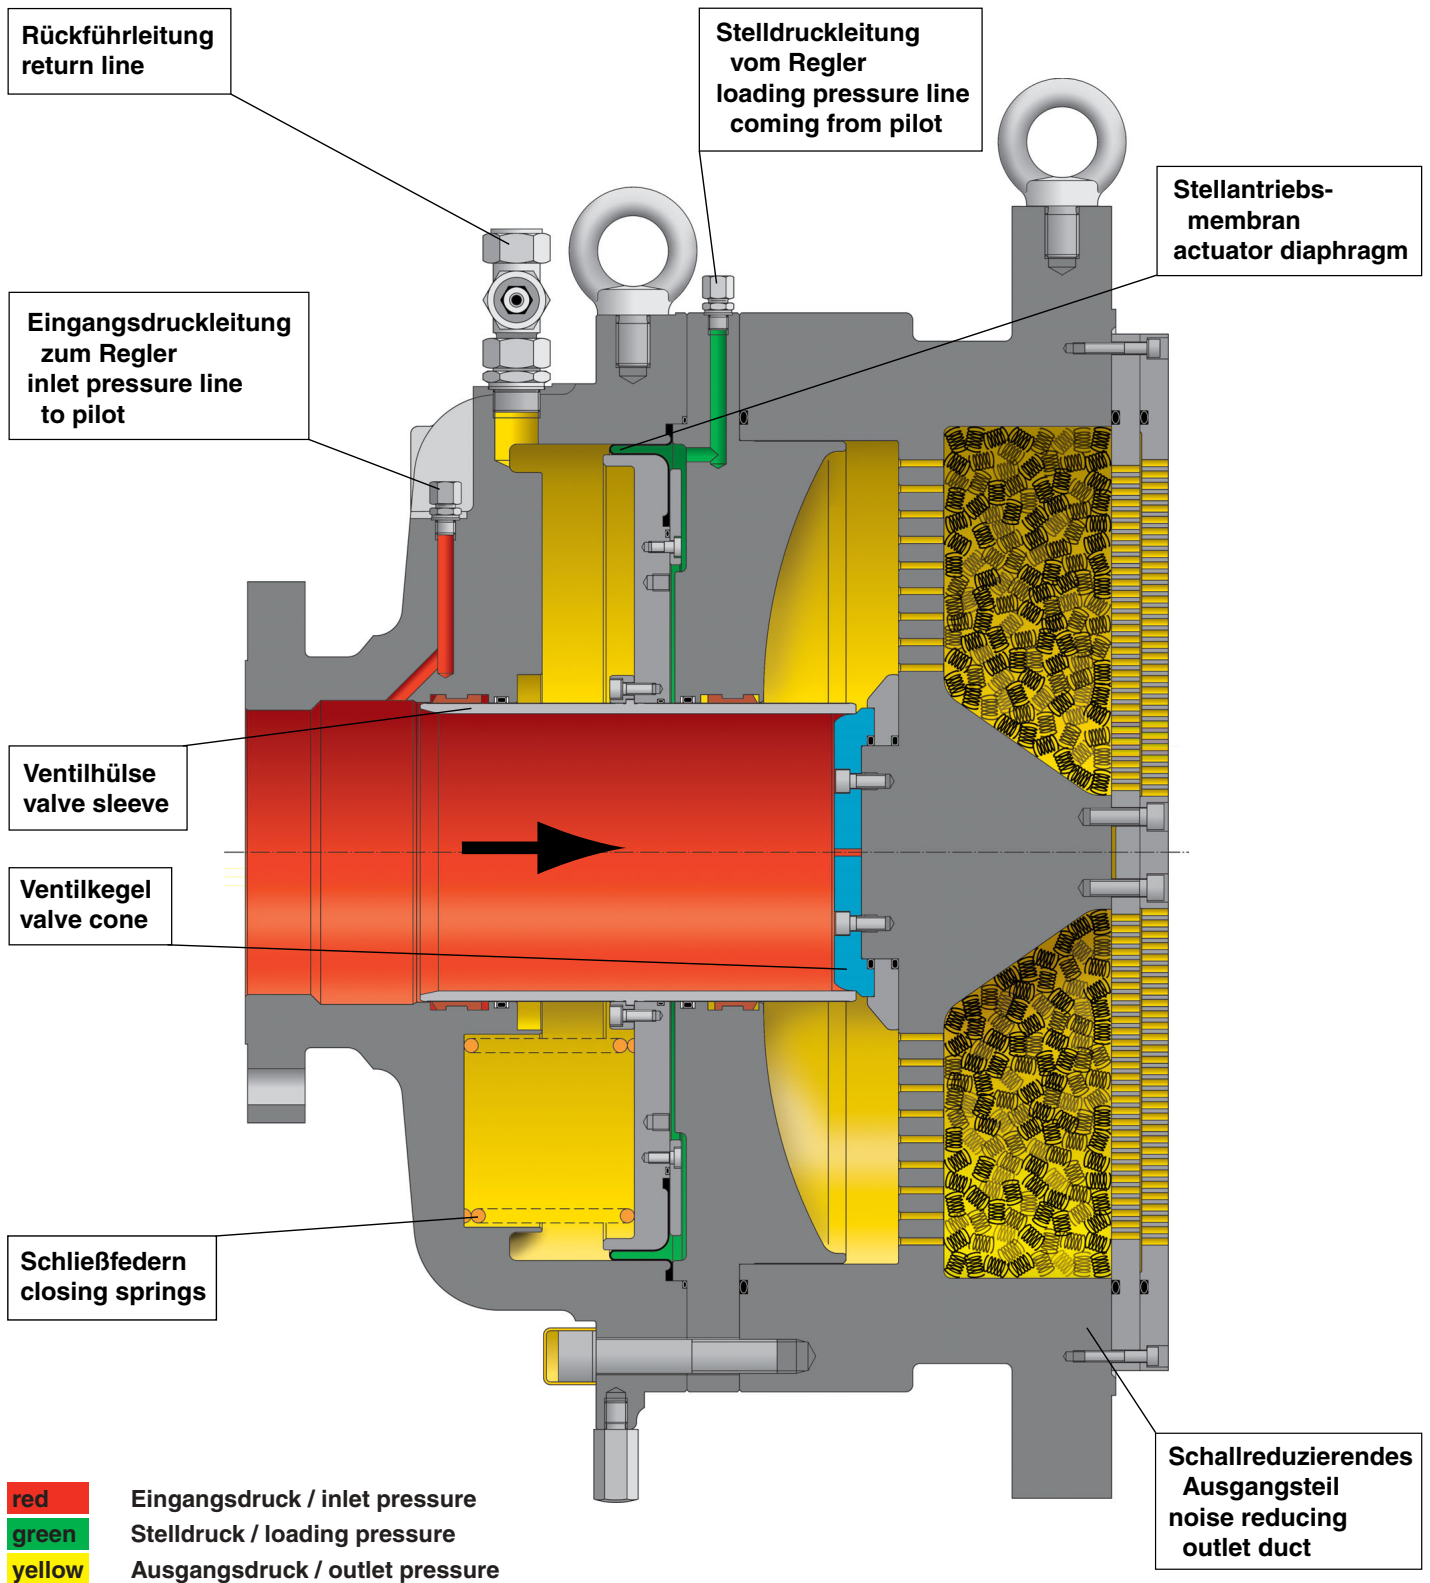 Rückführleitung
return line
Stelldruckleitung
vom Regler
loading pressure line
coming from pilot
Stellantriebs-
membran
actuator diaphragm
Eingangsdruckleitung
zum Regler
inlet pressure line
to pilot
Ventilhülse
valve sleeve
Ventilkegel
valve cone
Schließfedern
closing springs
Schallreduzierendes
Ausgangsteil
noise reducing
outlet duct
red Eingangsdruck / inlet pressure
green Stelldruck / loading pressure
yellow Ausgangsdruck / outlet pressure